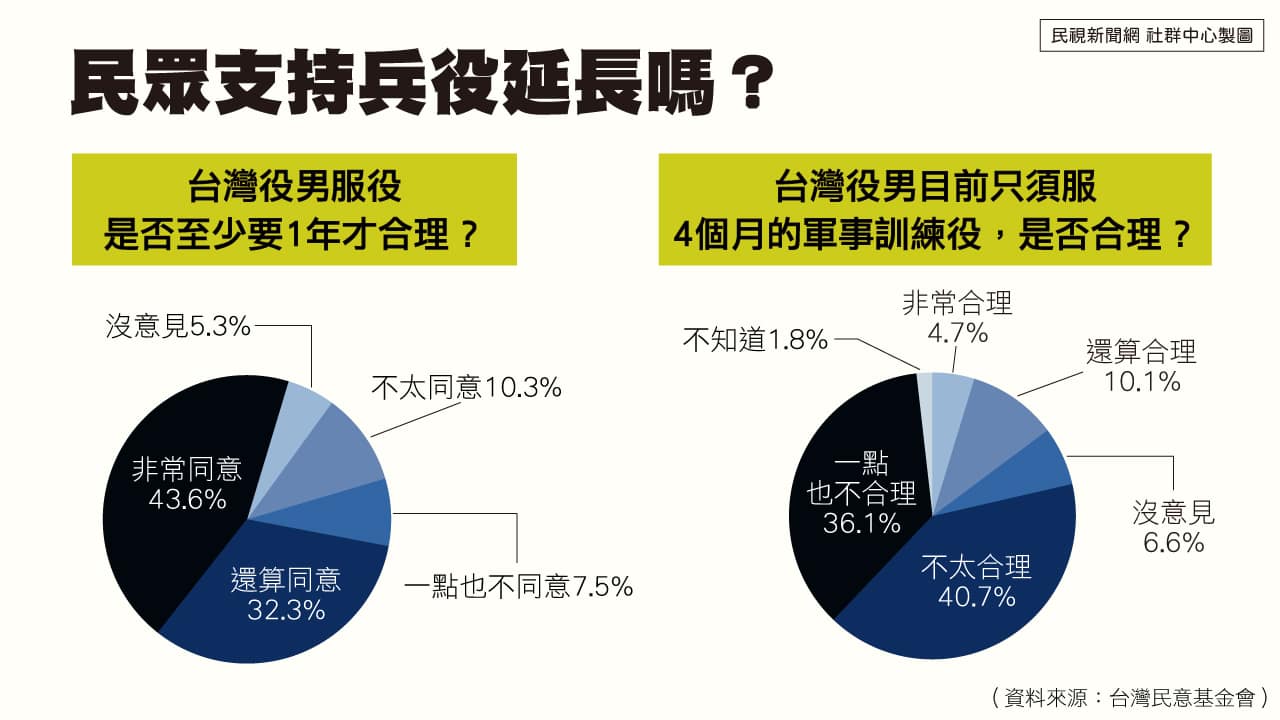 民視新聞網 社群中心製圖
民眾支持兵役延長嗎？
台灣役男服役
是否至少要1年才合理？
沒意見5.3%
不太同意10.3%
非常同意
43.6%
還算同意
32.3%
一點也不同意7.5%
台灣役男目前只須服
4個月的軍事訓練役，是否合理？
非常合理
4.7%
不知道1.8%
還算合理
10.1%
一點
也不合理
36.1%
沒意見
6.6%
不太合理
40.7%
（資料來源：台灣民意基金會）